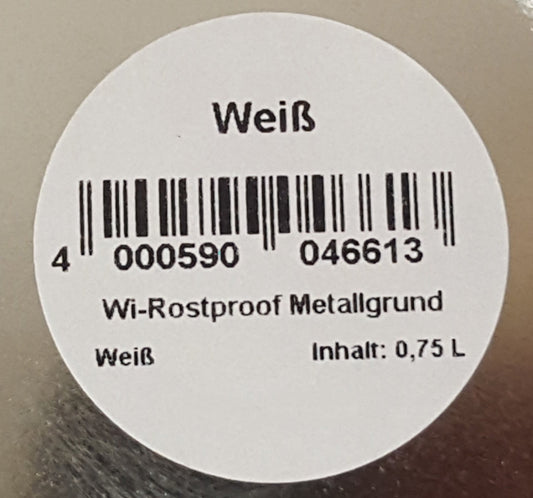 Weiß
4 000590 046613
Wi-Rostproof Metallgrund
Weiß Inhalt: 0,75 L